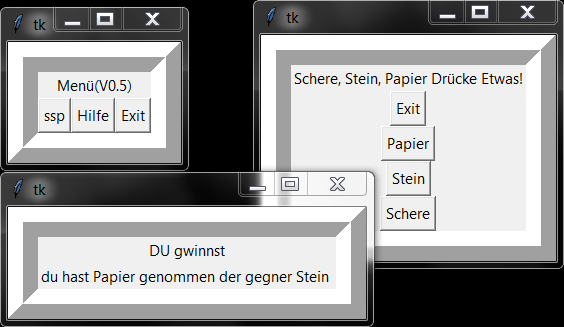 tk
Menü(V0.5)
ssp Hilfe Exit
tk
Schere, Stein, Papier Drücke Etwas!
Exit
Papier
Stein
Schere
tk
DU gwinnst
du hast Papier genommen der gegner Stein